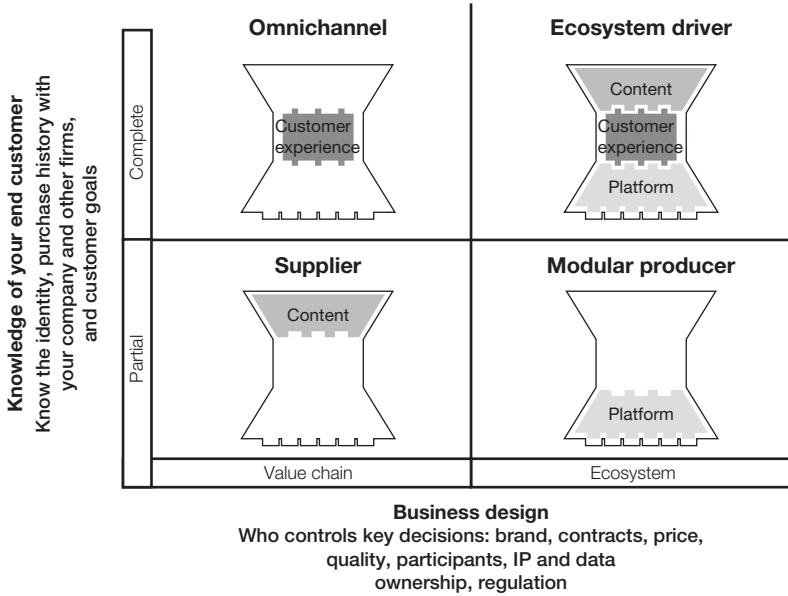 Omnichannel
Ecosystem driver
Knowledge of your end customer
Know the identity, purchase history with
your company and other firms,
and customer goals
Complete
Customer
experience
Content
Customer
experience
Platform
Supplier
Modular producer
Partial
Content
Platform
Value chain
Ecosystem
Business design
Who controls key decisions: brand, contracts, price,
quality, participants, IP and data
ownership, regulation